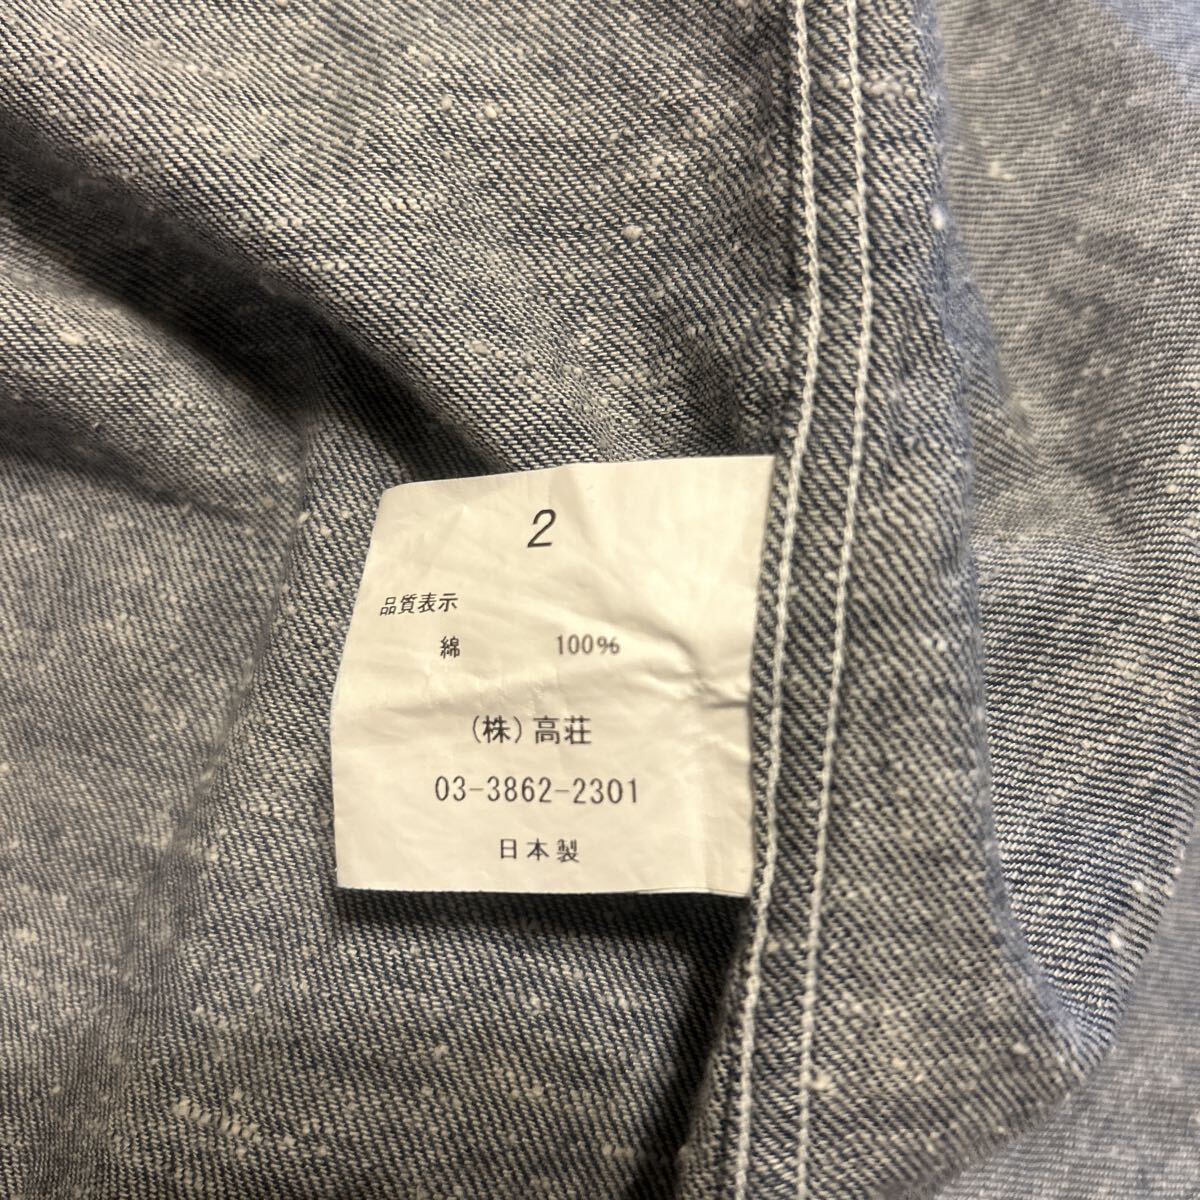 2
品質表示
綿 100%
(株)高荘
03-3862-2301
日本製